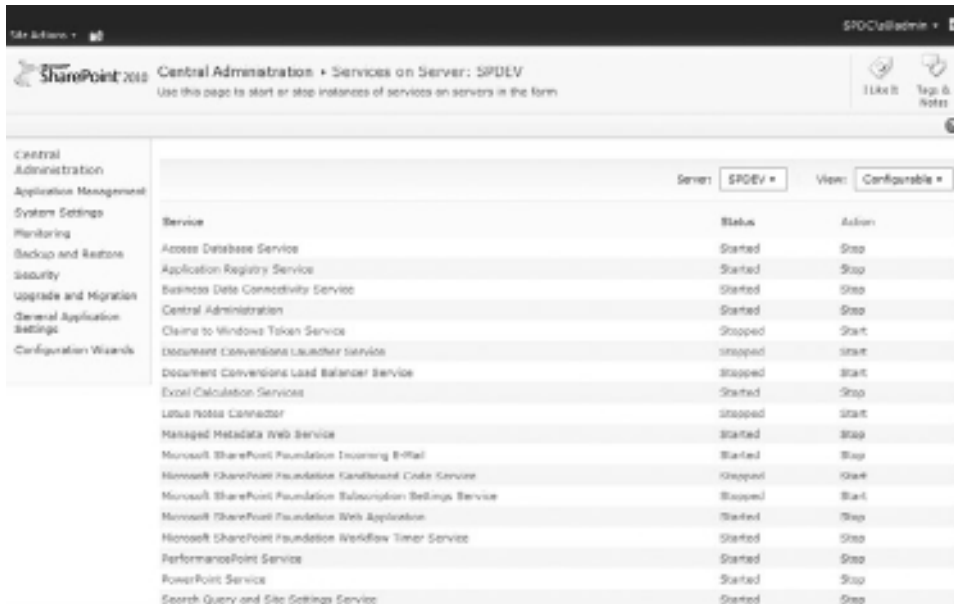 Site Actions
SPDC\a@admin
SharePoint 2010
Central Administration ▸ Services on Server: SPDEV
Use this page to start or stop instances of services on servers in the form
I Like It
Tags & Notes
Central Administration
Application Management
System Settings
Monitoring
Backup and Restore
Security
Upgrade and Migration
General Application Settings
Configuration Wizards
Server: SPDEV
View: Configurable
Service Status Action
Access Database Service Started Stop
Application Registry Service Started Stop
Business Data Connectivity Service Started Stop
Central Administration Started Stop
Claims to Windows Token Service Stopped Start
Document Conversions Launcher Service Stopped Start
Document Conversions Load Balancer Service Stopped Start
Excel Calculation Services Started Stop
Lotus Notes Connector Stopped Start
Managed Metadata Web Service Started Stop
Microsoft SharePoint Foundation Incoming E-Mail Started Stop
Microsoft SharePoint Foundation Sandboxed Code Service Stopped Start
Microsoft SharePoint Foundation Subscription Settings Service Stopped Start
Microsoft SharePoint Foundation Web Application Started Stop
Microsoft SharePoint Foundation Workflow Timer Service Started Stop
PerformancePoint Service Started Stop
PowerPoint Service Started Stop
Search Query and Site Settings Service Started Stop